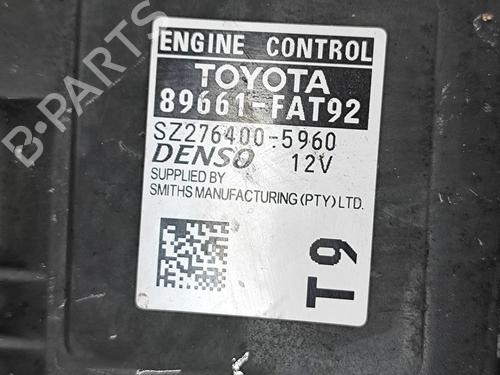 ENGINE CONTROL
TOYOTA
89661-FAT92
SZ276400-5960
DENSO 12V
SUPPLIED BY
SMITHS MANUFACTURING (PTY) LTD.
T9
B-PARTS